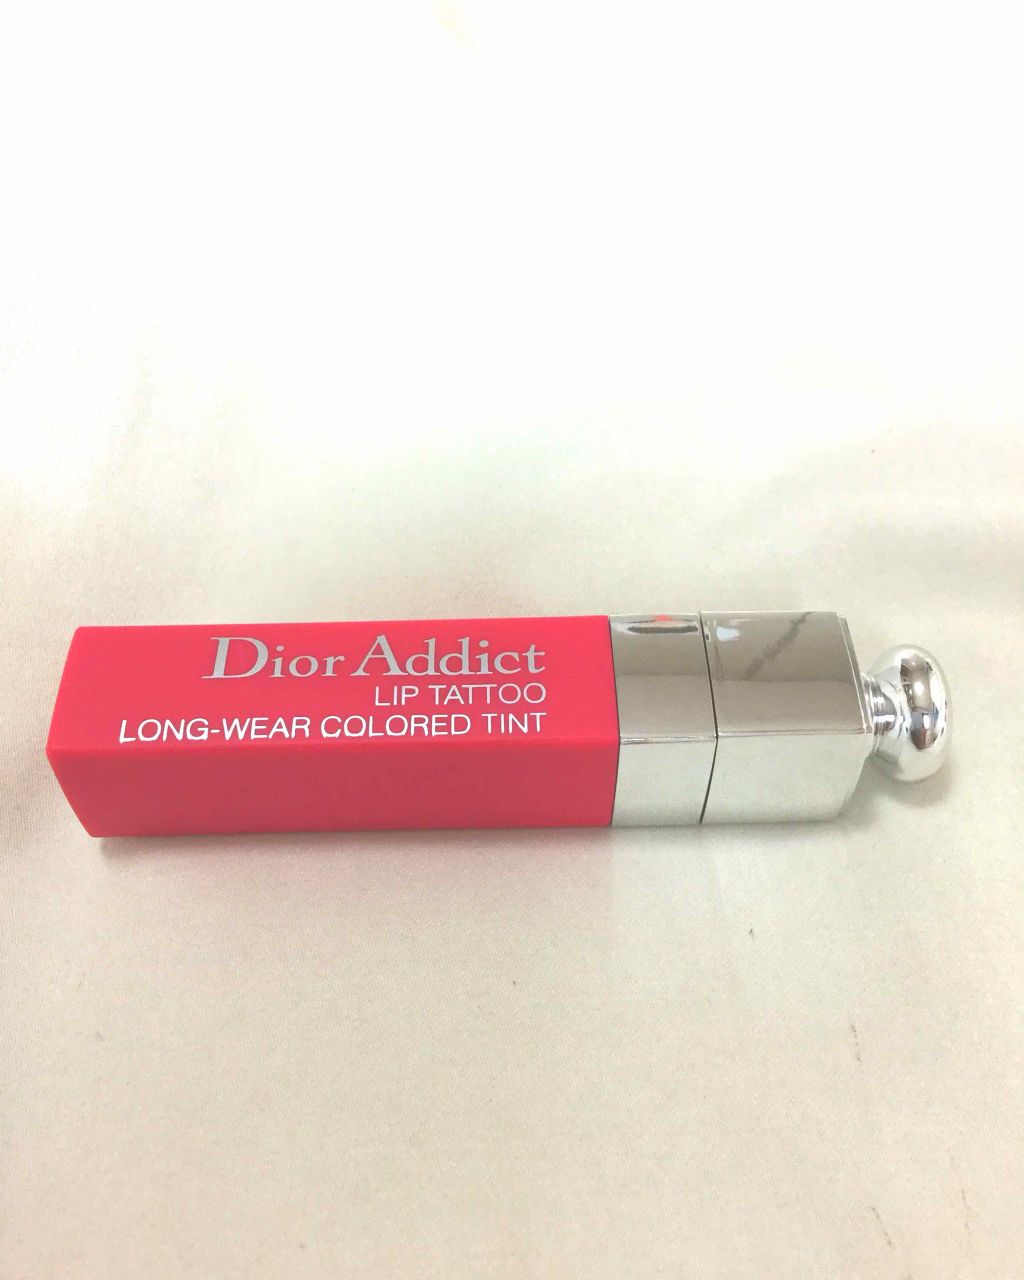 Dior Addict
LIP TATTOO
LONG-WEAR COLORED TINT